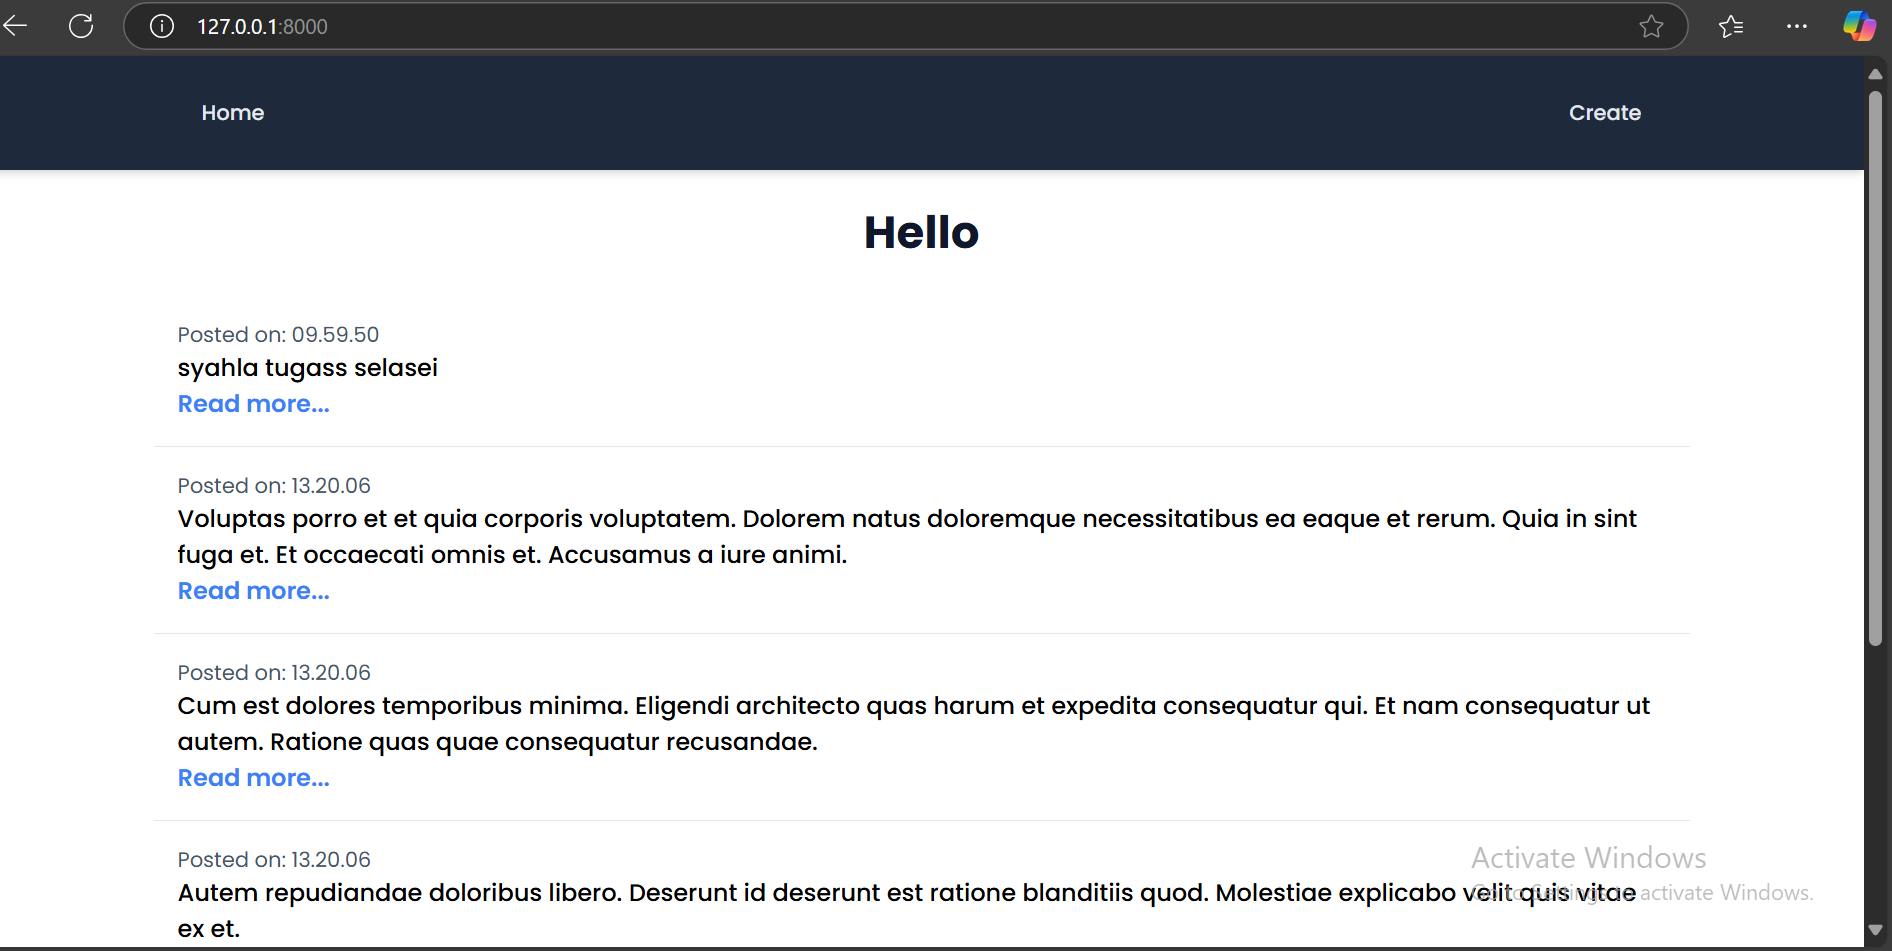 127.0.0.1:8000
Home
Create
Hello
Posted on: 09.59.50
syahla tugass selasei
Read more...
Posted on: 13.20.06
Voluptas porro et et quia corporis voluptatem. Dolorem natus doloremque necessitatibus ea eaque et rerum. Quia in sint
fuga et. Et occaecati omnis et. Accusamus a iure animi.
Read more...
Posted on: 13.20.06
Cum est dolores temporibus minima. Eligendi architecto quas harum et expedita consequatur qui. Et nam consequatur ut
autem. Ratione quas quae consequatur recusandae.
Read more...
Posted on: 13.20.06
Autem repudiandae doloribus libero. Deserunt id deserunt est ratione blanditiis quod. Molestiae explicabo velit quis vitae
ex et.
Activate Windows
Go to Settings to activate Windows.